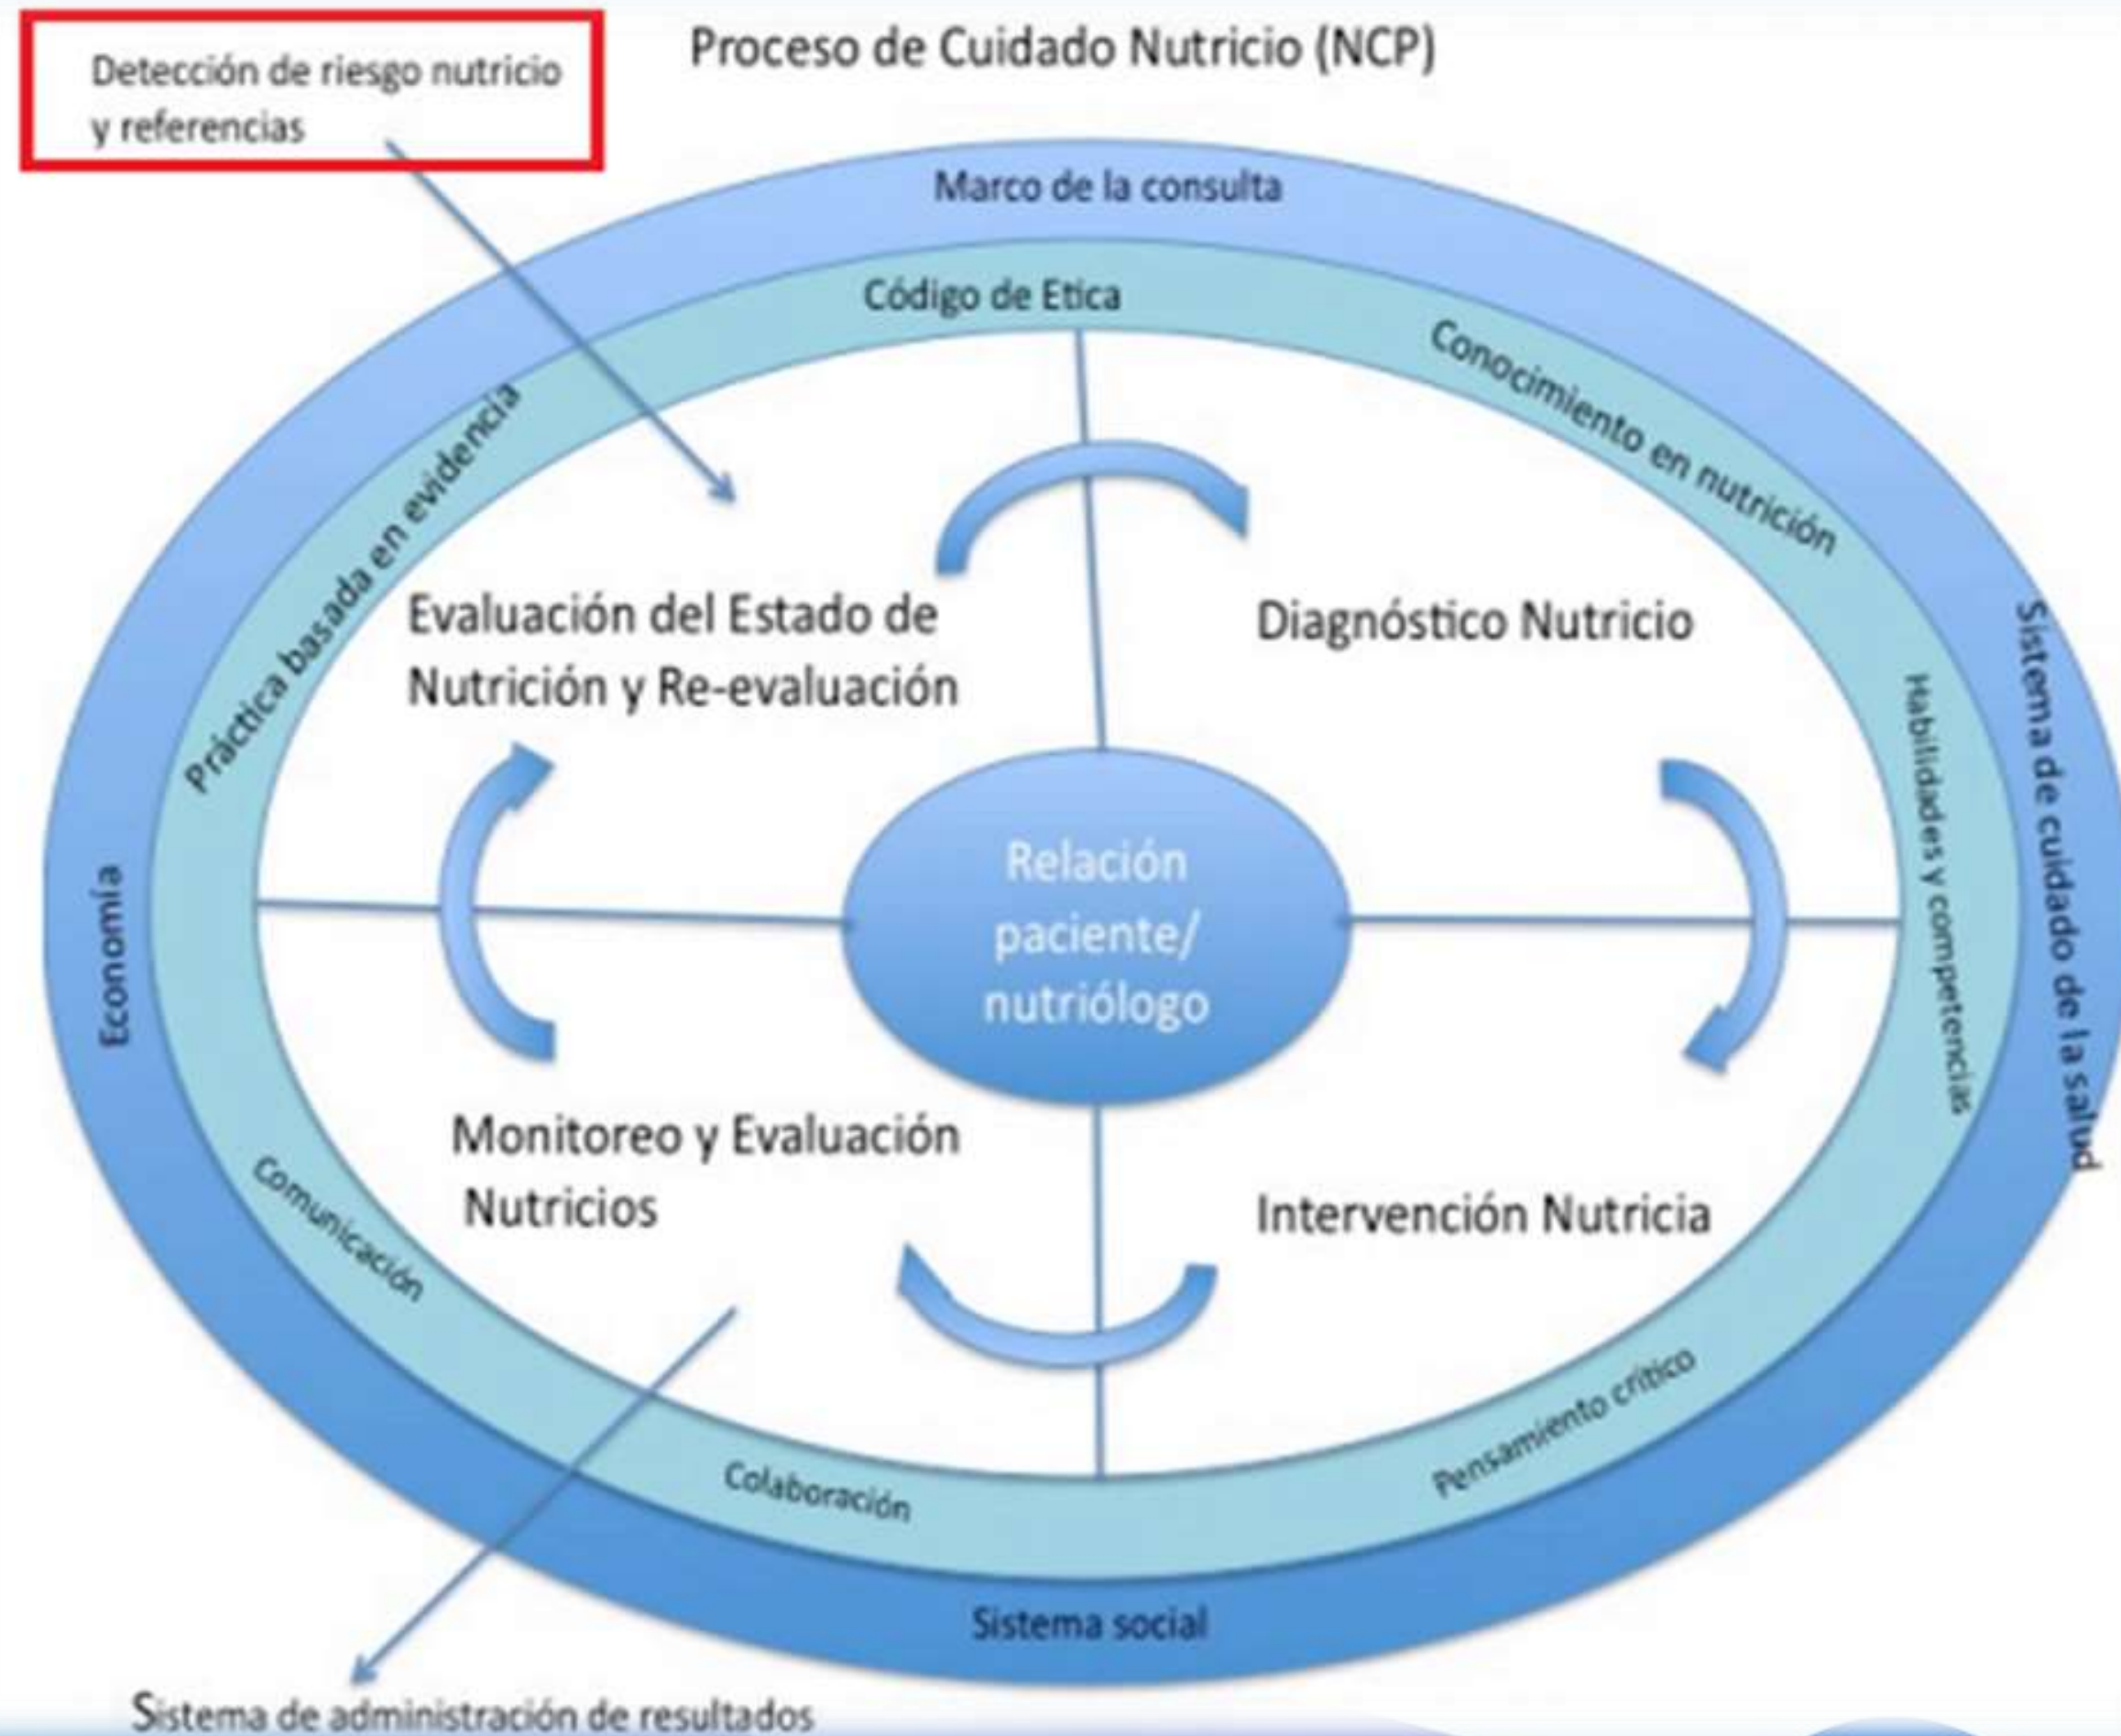 Detección de riesgo nutricio
y referencias
Proceso de Cuidado Nutricio (NCP)
Marco de la consulta
Código de Etica
Conocimiento en nutrición
Práctica basada en evidencia
Evaluación del Estado de
Nutrición y Re-evaluación
Diagnóstico Nutricio
Habilidades y competencias
Sistema de cuidado de la salud
Relación
paciente/
nutriólogo
Economía
Monitoreo y Evaluación
Nutricios
Intervención Nutricia
Comunicación
Colaboración
Pensamiento crítico
Sistema social
Sistema de administración de resultados